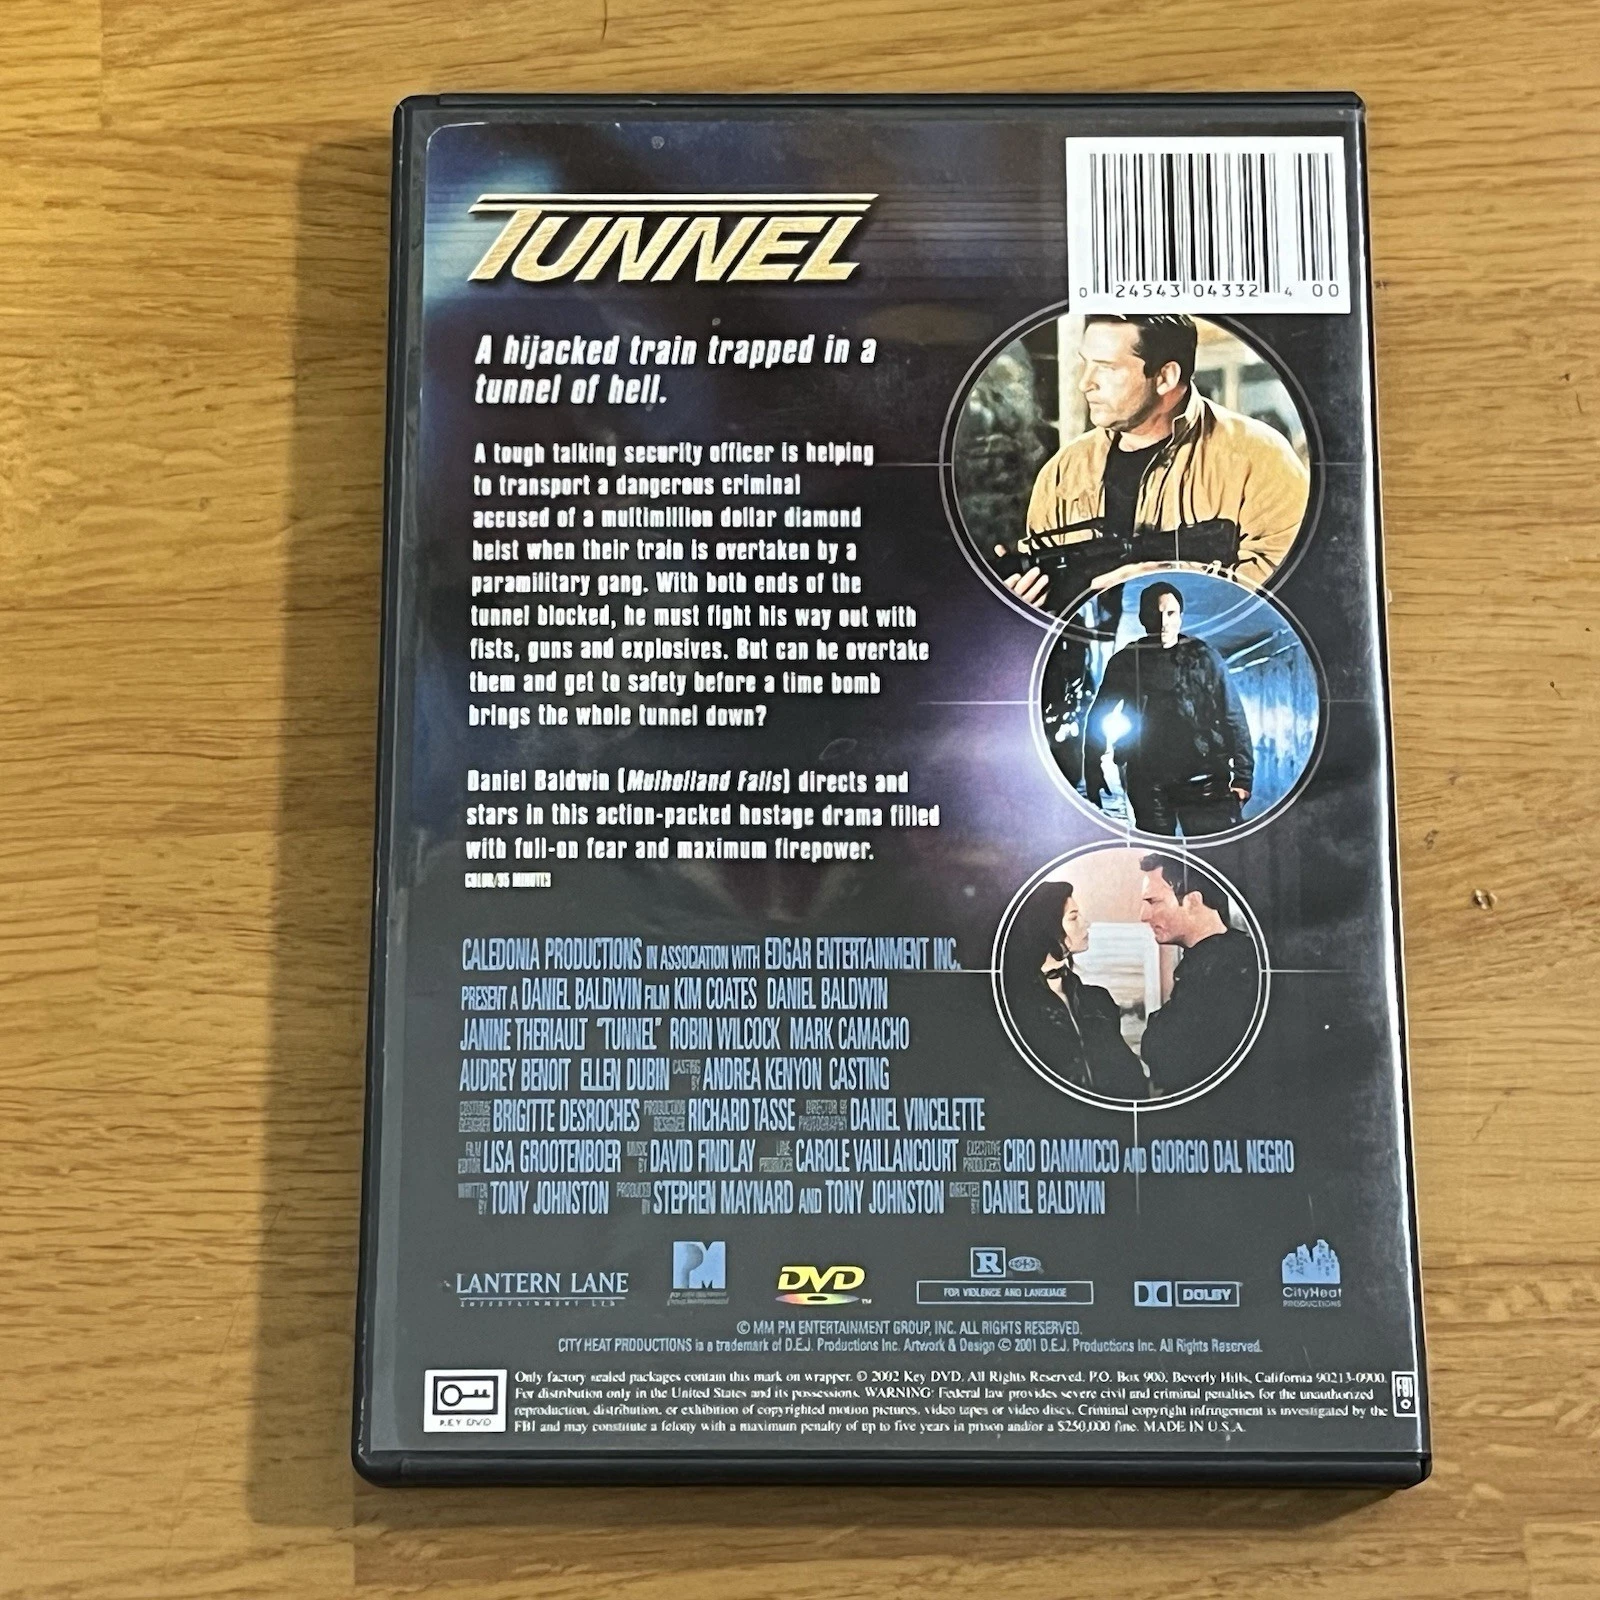 TUNNEL
0 24543 04332 4 00
A hijacked train trapped in a
tunnel of hell.
A tough talking security officer is helping
to transport a dangerous criminal
accused of a multimillion dollar diamond
heist when their train is overtaken by a
paramilitary gang. With both ends of the
tunnel blocked, he must fight his way out with
fists, guns and explosives. But can he overtake
them and get to safety before a time bomb
brings the whole tunnel down?
Daniel Baldwin (Mulholland Falls) directs and
stars in this action-packed hostage drama filled
with full-on fear and maximum firepower.
COLOR/95 MINUTES
CALEDONIA PRODUCTIONS IN ASSOCIATION WITH EDGAR ENTERTAINMENT INC.
PRESENT A DANIEL BALDWIN FILM KIM COATES DANIEL BALDWIN
JANINE THERIAULT "TUNNEL" ROBIN WILCOCK MARK CAMACHO
AUDREY BENOIT ELLEN DUBIN CASTING BY ANDREA KENYON CASTING
COSTUME DESIGNER BRIGITTE DESROCHES PRODUCTION DESIGNER RICHARD TASSE DIRECTOR OF PHOTOGRAPHY DANIEL VINCELETTE
FILM EDITOR LISA GROOTENBOER MUSIC BY DAVID FINDLAY LINE PRODUCER CAROLE VAILLANCOURT EXECUTIVE PRODUCERS CIRO DAMMICCO AND GIORGIO DAL NEGRO
WRITTEN BY TONY JOHNSTON PRODUCED BY STEPHEN MAYNARD AND TONY JOHNSTON DIRECTED BY DANIEL BALDWIN
LANTERN LANE
ENTERTAINMENT LTD.
PM
DVD
TM
R
FOR VIOLENCE AND LANGUAGE
DOLBY
CityHeat
PRODUCTIONS
© MM PM ENTERTAINMENT GROUP, INC. ALL RIGHTS RESERVED.
CITY HEAT PRODUCTIONS is a trademark of D.E.J. Productions Inc. Artwork & Design © 2001 D.E.J. Productions Inc. All Rights Reserved.
KEY DVD
Only factory sealed packages contain this mark on wrapper. © 2002 Key DVD. All Rights Reserved. P.O. Box 900, Beverly Hills, California 90213-0900.
For distribution only in the United States and its possessions. WARNING: Federal law provides severe civil and criminal penalties for the unauthorized
reproduction, distribution, or exhibition of copyrighted motion pictures, video tapes or video discs. Criminal copyright infringement is investigated by the
FBI and may constitute a felony with a maximum penalty of up to five years in prison and/or a $250,000 fine. MADE IN U.S.A.
FBI